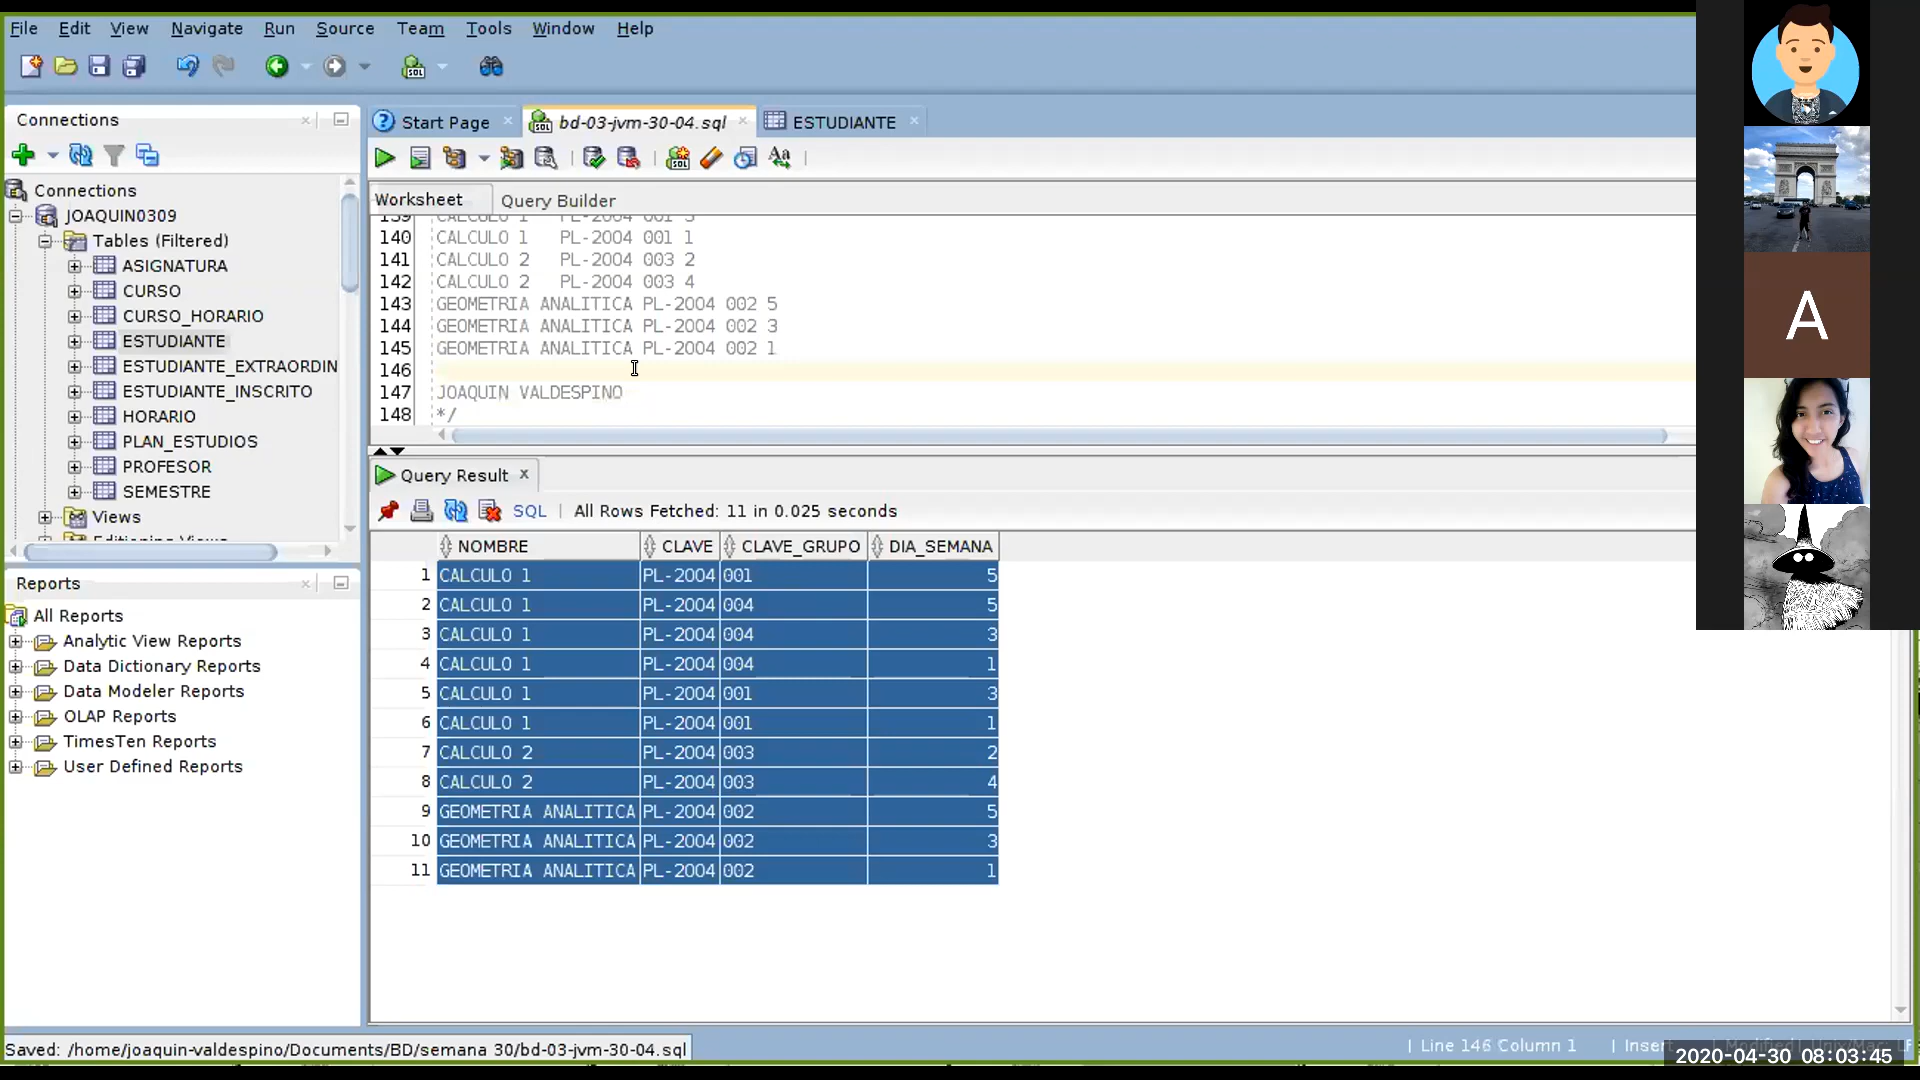 File Edit View Navigate Run Source Team Tools Window Help
Connections
Connections
JOAQUIN0309
Tables (Filtered)
ASIGNATURA
CURSO
CURSO_HORARIO
ESTUDIANTE
ESTUDIANTE_EXTRAORDIN
ESTUDIANTE_INSCRITO
HORARIO
PLAN_ESTUDIOS
PROFESOR
SEMESTRE
Views
Reports
All Reports
Analytic View Reports
Data Dictionary Reports
Data Modeler Reports
OLAP Reports
TimesTen Reports
User Defined Reports
Start Page bd-03-jvm-30-04.sql ESTUDIANTE
Worksheet Query Builder
139 CALCULO 1 PL-2004 001 3
140 CALCULO 1 PL-2004 001 1
141 CALCULO 2 PL-2004 003 2
142 CALCULO 2 PL-2004 003 4
143 GEOMETRIA ANALITICA PL-2004 002 5
144 GEOMETRIA ANALITICA PL-2004 002 3
145 GEOMETRIA ANALITICA PL-2004 002 1
146
147 JOAQUIN VALDESPINO
148 */
Query Result
SQL | All Rows Fetched: 11 in 0.025 seconds
NOMBRE CLAVE CLAVE_GRUPO DIA_SEMANA
1 CALCULO 1 PL-2004 001 5
2 CALCULO 1 PL-2004 004 5
3 CALCULO 1 PL-2004 004 3
4 CALCULO 1 PL-2004 004 1
5 CALCULO 1 PL-2004 001 3
6 CALCULO 1 PL-2004 001 1
7 CALCULO 2 PL-2004 003 2
8 CALCULO 2 PL-2004 003 4
9 GEOMETRIA ANALITICA PL-2004 002 5
10 GEOMETRIA ANALITICA PL-2004 002 3
11 GEOMETRIA ANALITICA PL-2004 002 1
A
Saved: /home/joaquin-valdespino/Documents/BD/semana 30/bd-03-jvm-30-04.sql
| Line 146 Column 1 | Insert
2020-04-30 08:03:45